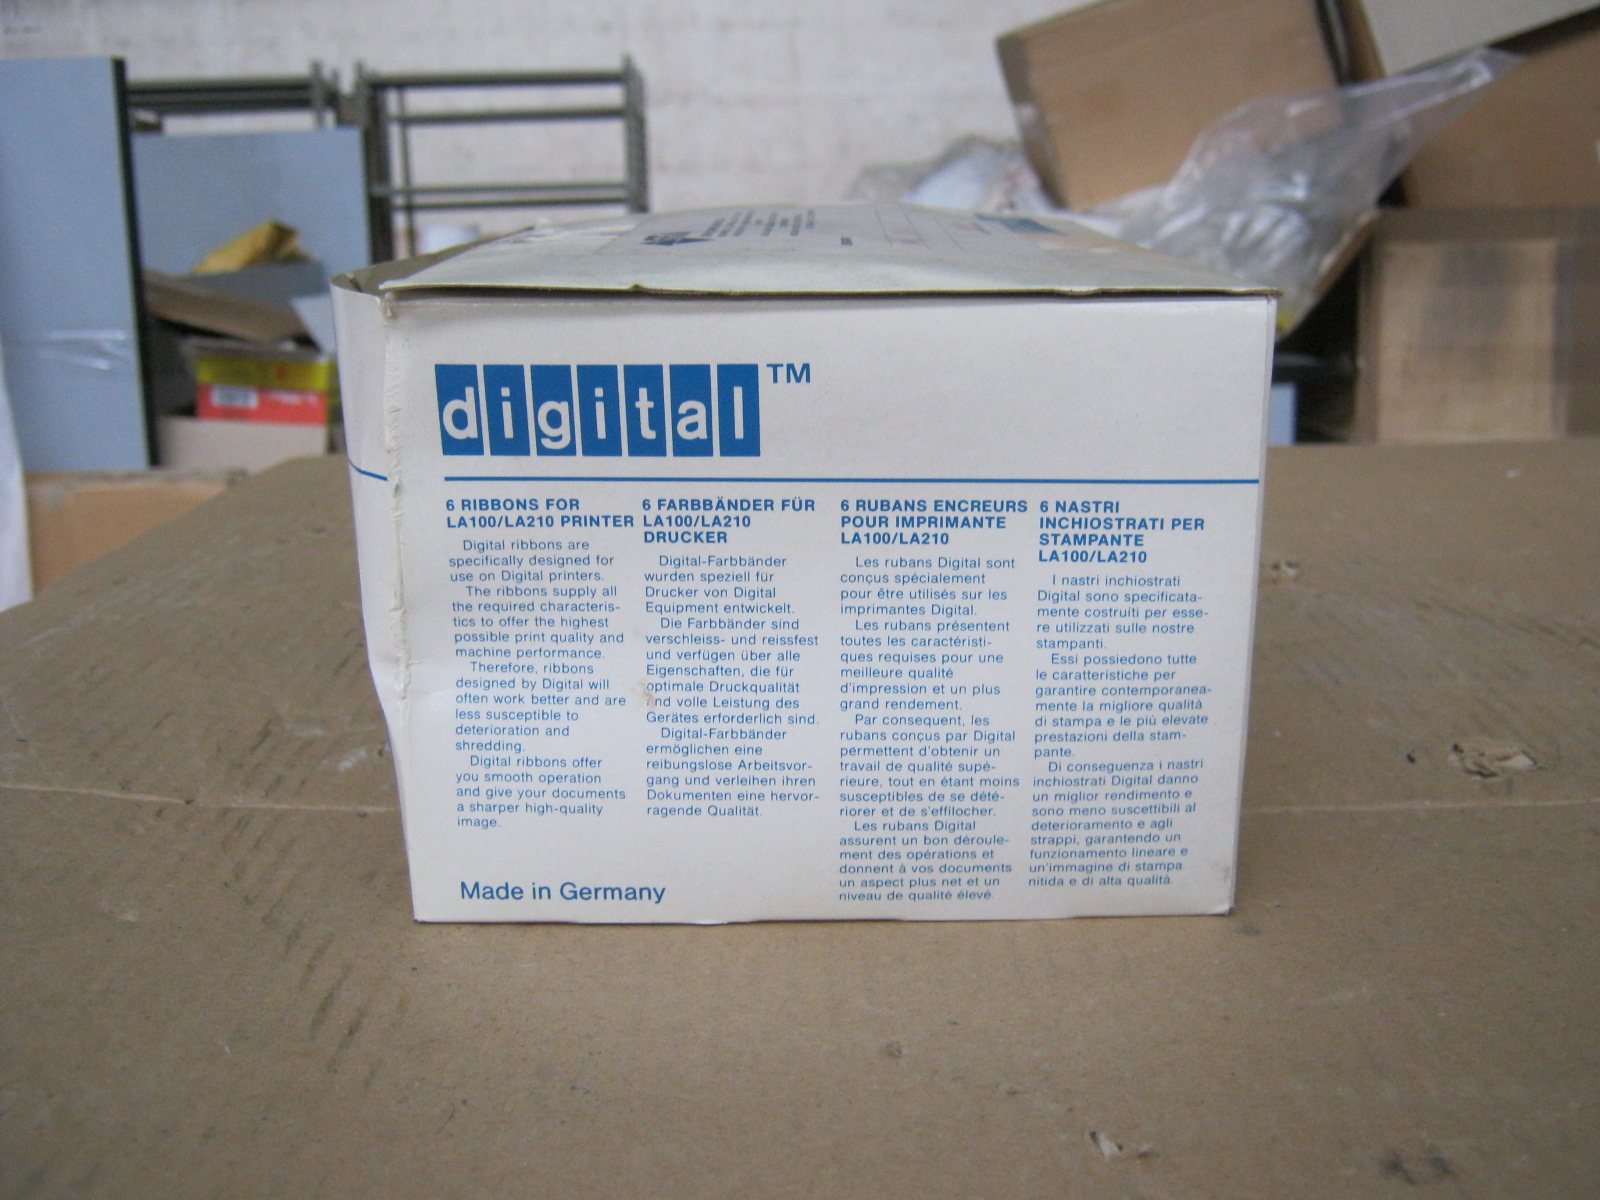 digital™
6 RIBBONS FOR
LA100/LA210 PRINTER
Digital ribbons are
specifically designed for
use on Digital printers.
The ribbons supply all
the required characteris-
tics to offer the highest
possible print quality and
machine performance.
Therefore, ribbons
designed by Digital will
often work better and are
less susceptible to
deterioration and
shredding.
Digital ribbons offer
you smooth operation
and give your documents
a sharper high-quality
image.
Made in Germany
6 FARBBÄNDER FÜR
LA100/LA210
DRUCKER
Digital-Farbbänder
wurden speziell für
Drucker von Digital
Equipment entwickelt.
Die Farbbänder sind
verschleiss- und reissfest
und verfügen über alle
Eigenschaften, die für
optimale Druckqualität
und volle Leistung des
Gerätes erforderlich sind.
Digital-Farbbänder
ermöglichen eine
reibungslose Arbeitsvor-
gang und verleihen ihren
Dokumenten eine hervor-
ragende Qualität.
6 RUBANS ENCREURS
POUR IMPRIMANTE
LA100/LA210
Les rubans Digital sont
conçus spécialement
pour être utilisés sur les
imprimantes Digital.
Les rubans présentent
toutes les caractéristi-
ques requises pour une
meilleure qualité
d'impression et un plus
grand rendement.
Par consequent, les
rubans conçus par Digital
permettent d'obtenir un
travail de qualité supé-
rieure, tout en étant moins
susceptibles de se dété-
riorer et de s'effilocher.
Les rubans Digital
assurent un bon déroule-
ment des opérations et
donnent à vos documents
un aspect plus net et un
niveau de qualité élevé.
6 NASTRI
INCHIOSTRATI PER
STAMPANTE
LA100/LA210
I nastri inchiostrati
Digital sono specificata-
mente costruiti per esse-
re utilizzati sulle nostre
stampanti.
Essi possiedono tutte
le caratteristiche per
garantire contemporanea-
mente la migliore qualità
di stampa e le più elevate
prestazioni della stam-
pante.
Di conseguenza i nastri
inchiostrati Digital danno
un miglior rendimento e
sono meno suscettibili al
deterioramento e agli
strappi, garantendo un
funzionamento lineare e
un'immagine di stampa
nitida e di alta qualità.